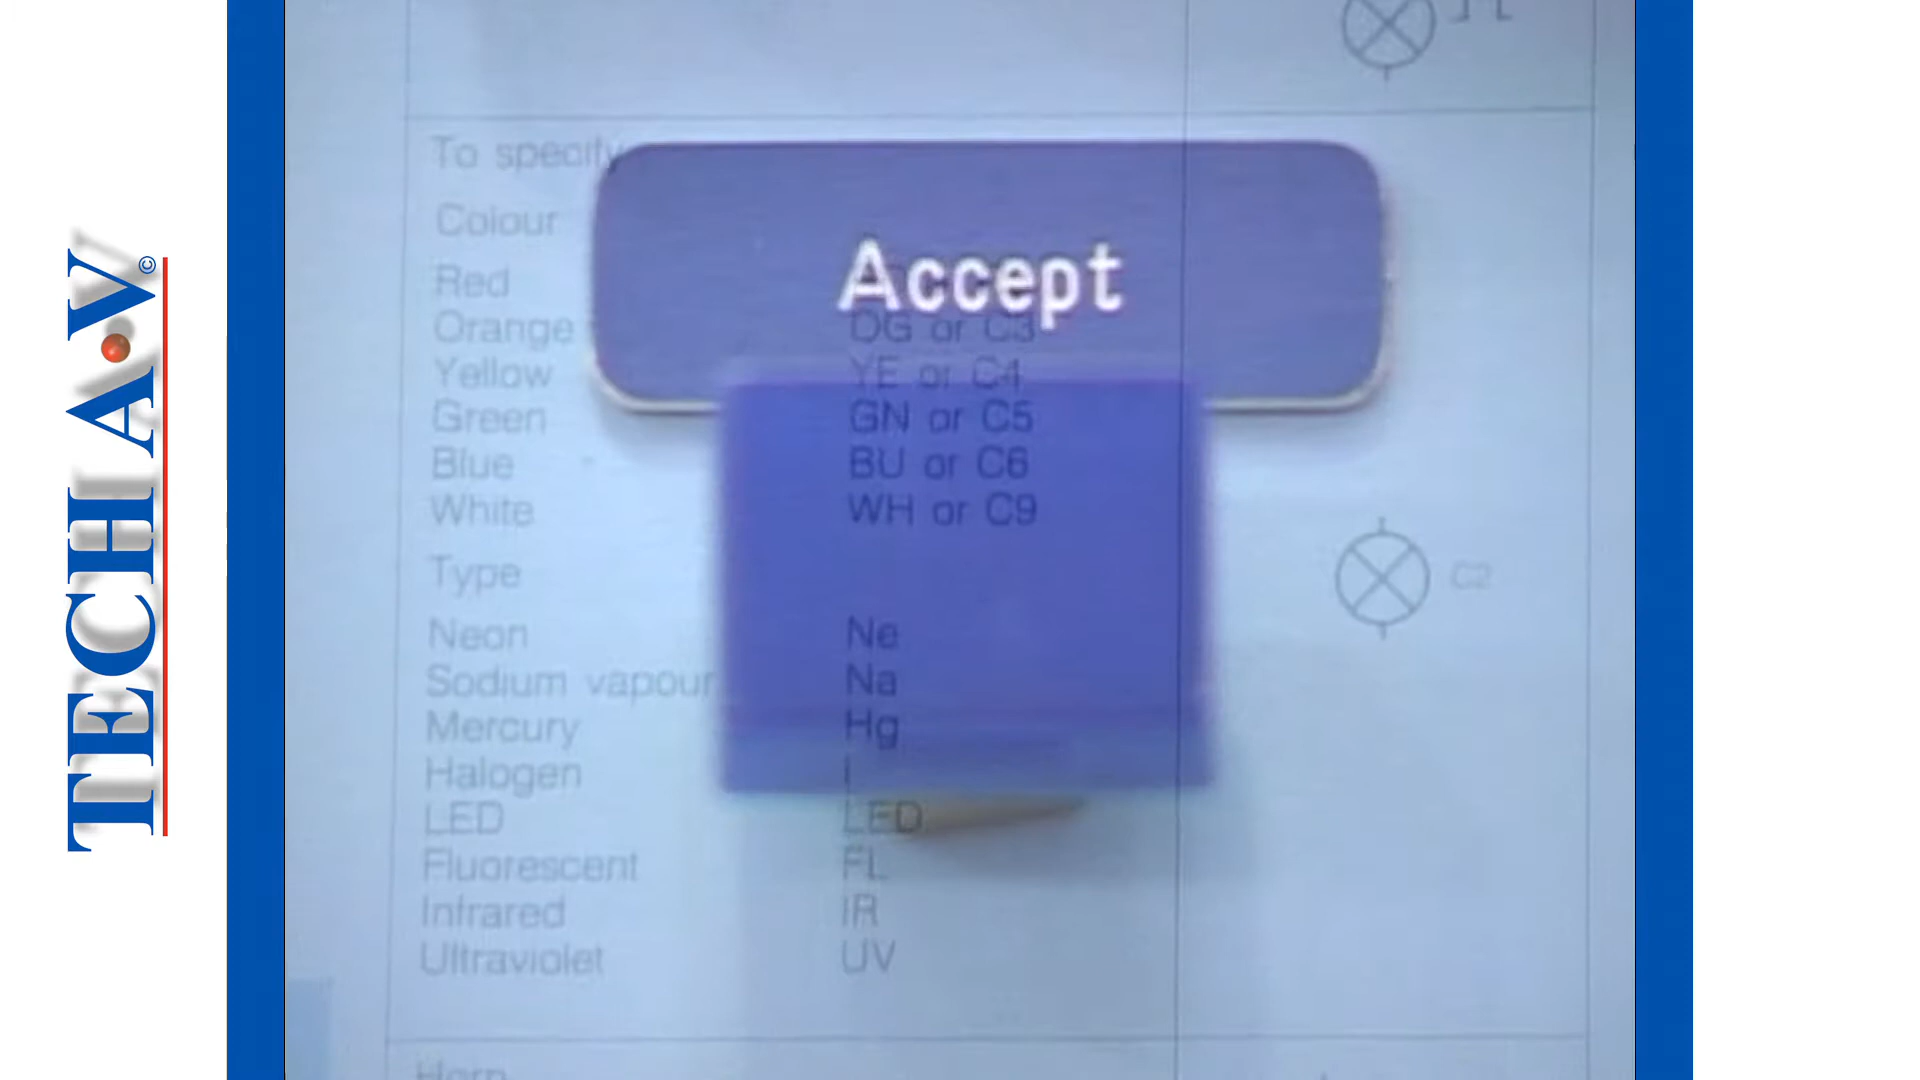 TECH A.V. ©
To specify
Colour
Accept
Red
Orange OG or C3
Yellow YE or C4
Green GN or C5
Blue BU or C6
White WH or C9
Type
C2
Neon Ne
Sodium vapour Na
Mercury Hg
Halogen I
LED LED
Fluorescent FL
Infrared IR
Ultraviolet UV
Horn